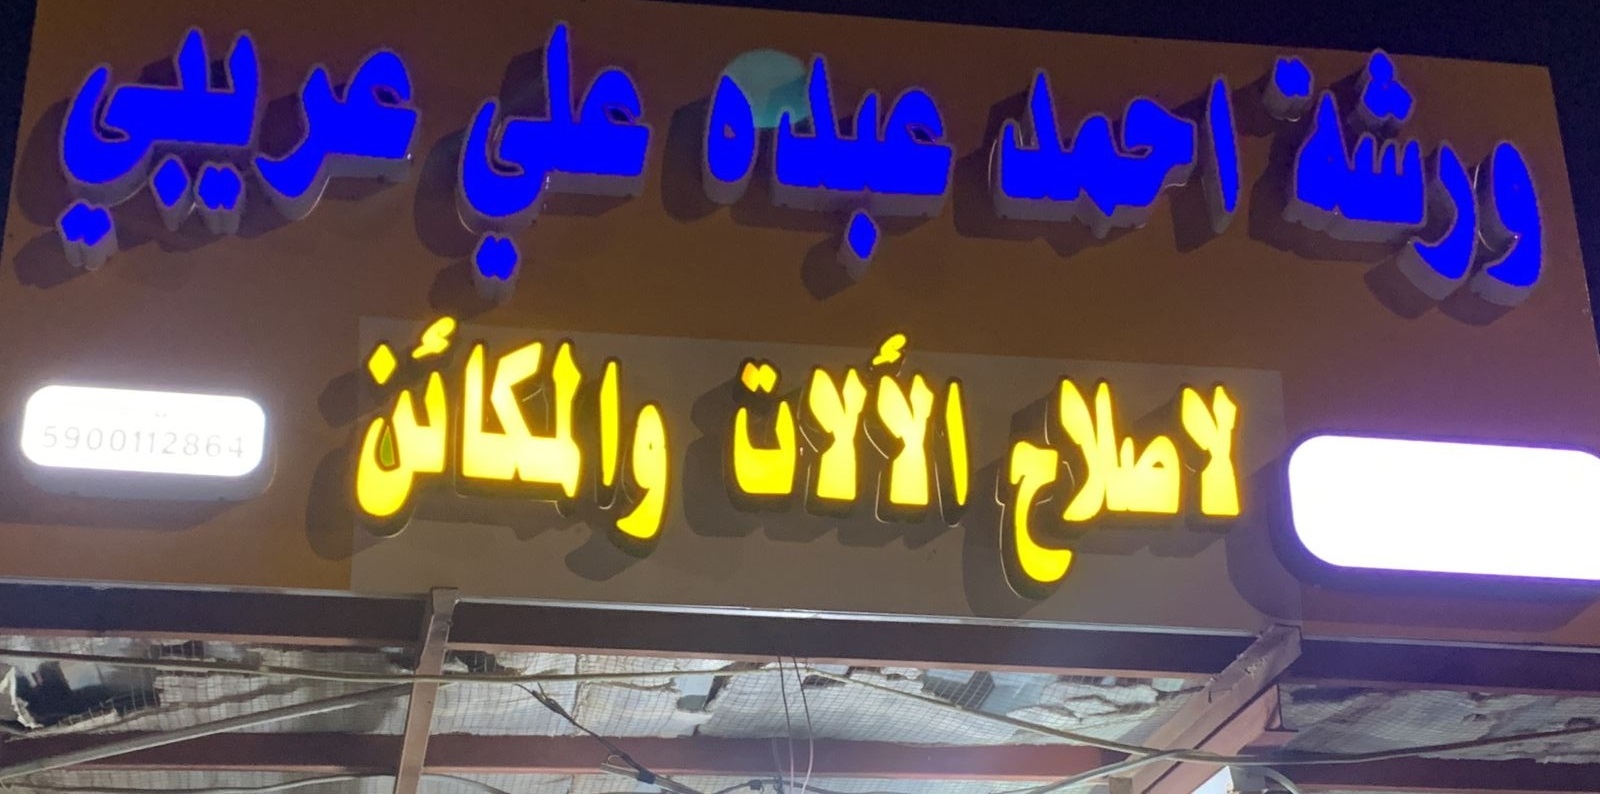 ورشة احمد عبده علي عريبي
لاصلاح الألات والمكائن
5900112864